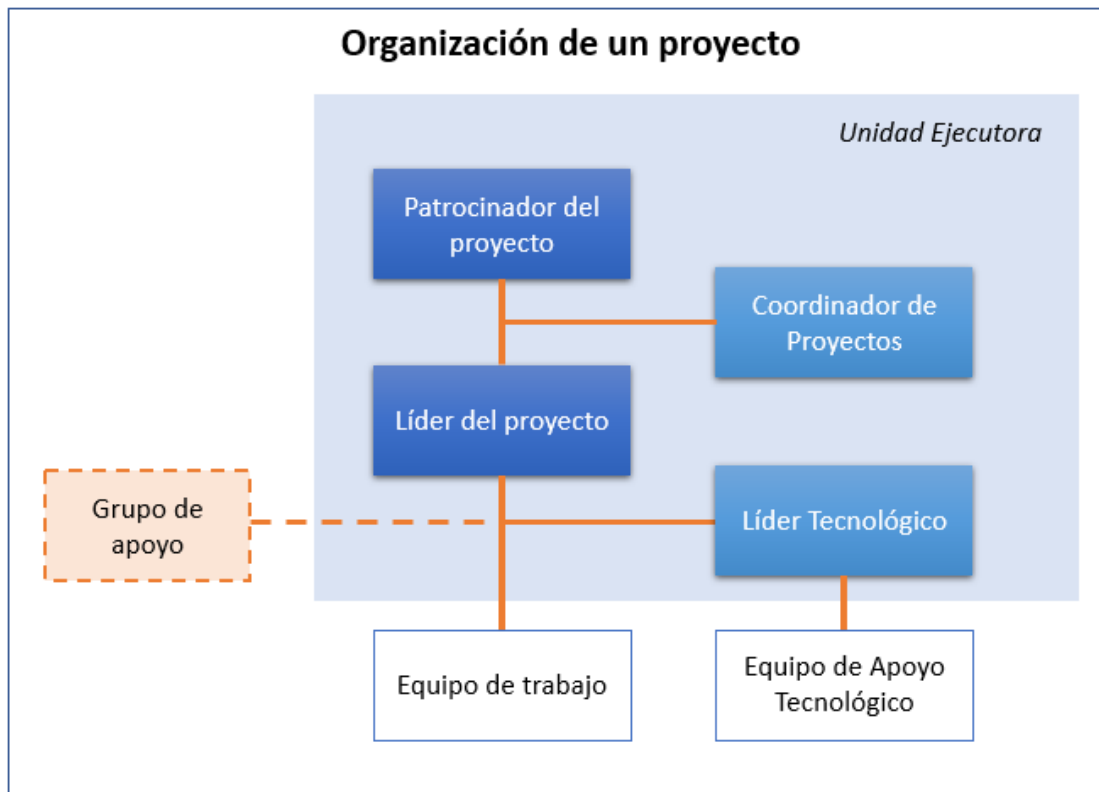 Organización de un proyecto
Unidad Ejecutora
Patrocinador del
proyecto
Coordinador de
Proyectos
Líder del proyecto
Grupo de
apoyo
Líder Tecnológico
Equipo de trabajo
Equipo de Apoyo
Tecnológico